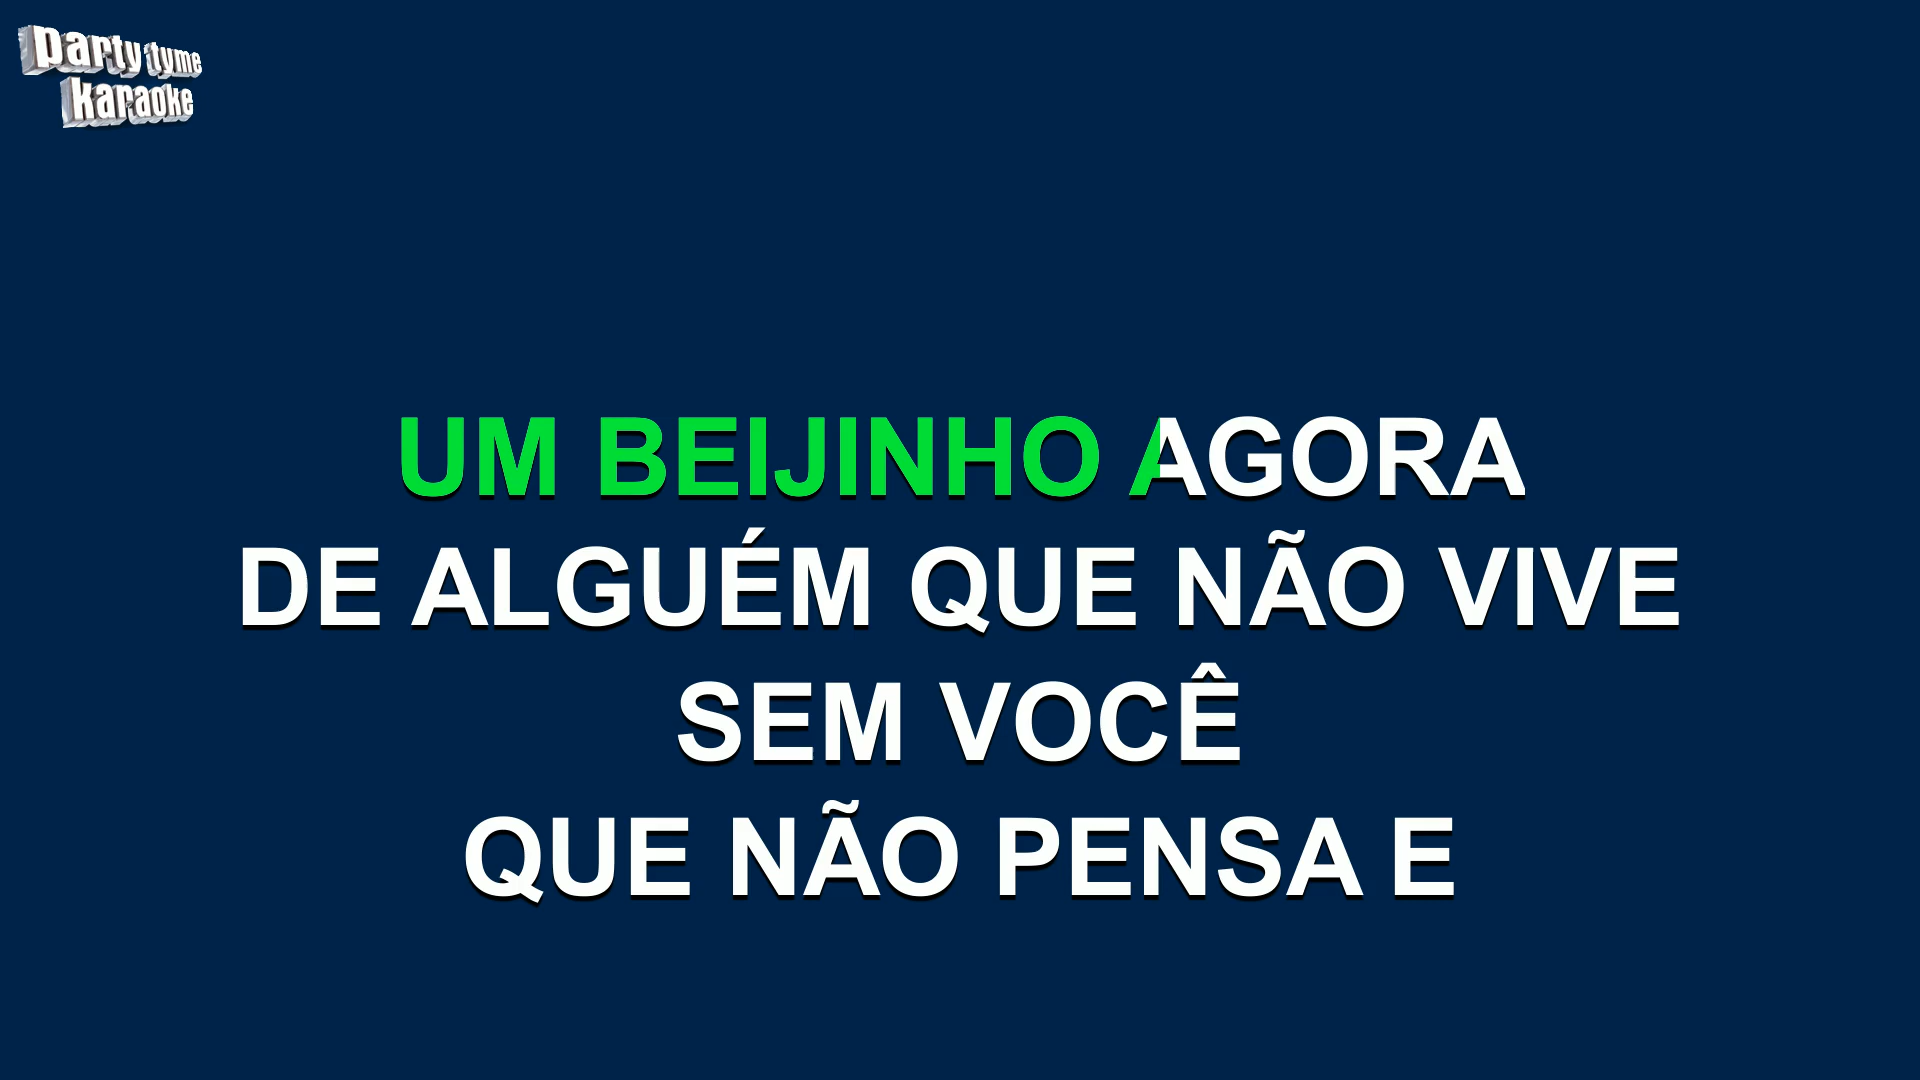 party tyme
karaoke
UM BEIJINHO AGORA
DE ALGUÉM QUE NÃO VIVE
SEM VOCÊ
QUE NÃO PENSA E